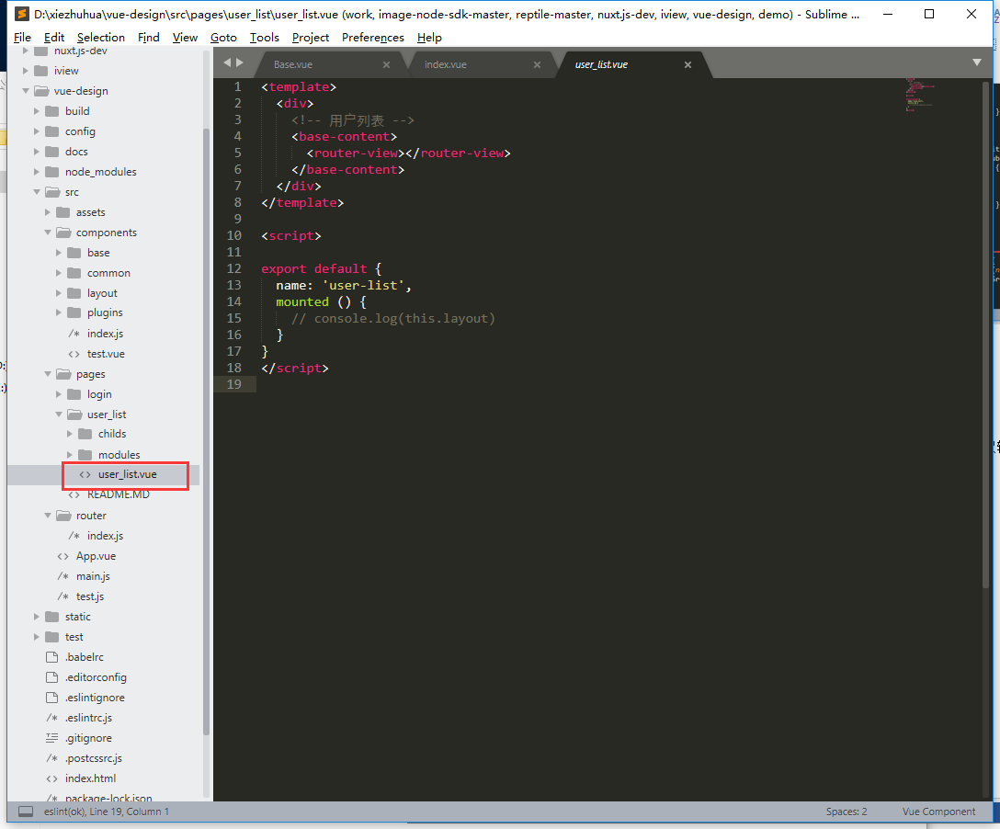 D:\xiezhuhua\vue-design\src\pages\user_list\user_list.vue (work, image-node-sdk-master, reptile-master, nuxt.js-dev, iview, vue-design, demo) - Sublime ...
File Edit Selection Find View Goto Tools Project Preferences Help
nuxt.js-dev
iview
vue-design
build
config
docs
node_modules
src
assets
components
base
common
layout
plugins
/* index.js
<> test.vue
pages
login
user_list
childs
modules
<> user_list.vue
<> README.MD
router
/* index.js
<> App.vue
/* main.js
/* test.js
static
test
.babelrc
.editorconfig
.eslintignore
/* .eslintrc.js
.gitignore
/* .postcssrc.js
<> index.html
/* package-lock.json
Base.vue × index.vue × user_list.vue ×
1 <template>
2   <div>
3     <!-- 用户列表 -->
4     <base-content>
5       <router-view></router-view>
6     </base-content>
7   </div>
8 </template>
9
10 <script>
11
12 export default {
13   name: 'user-list',
14   mounted () {
15     // console.log(this.layout)
16   }
17 }
18 </script>
19
eslint(ok), Line 19, Column 1 Spaces: 2 Vue Component